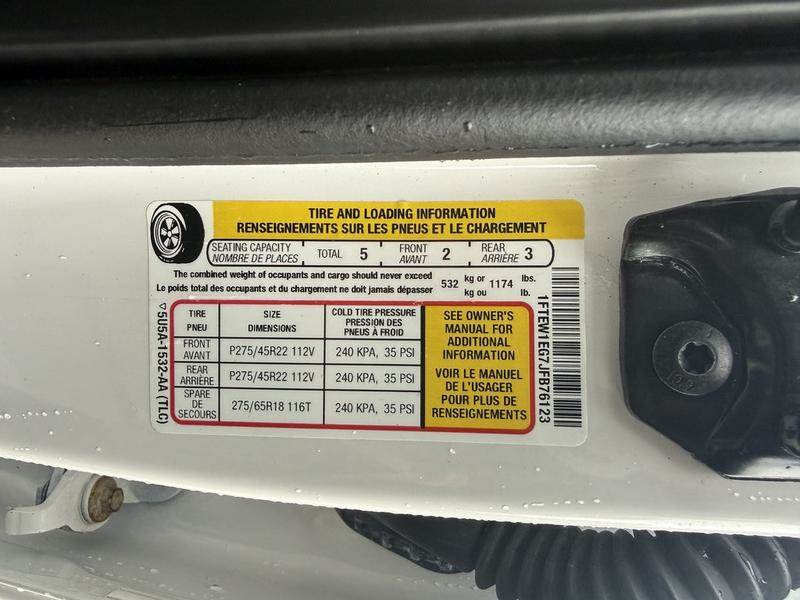 TIRE AND LOADING INFORMATION
RENSEIGNEMENTS SUR LES PNEUS ET LE CHARGEMENT
SEATING CAPACITY
NOMBRE DE PLACES
TOTAL 5
FRONT
AVANT 2
REAR
ARRIÈRE 3
The combined weight of occupants and cargo should never exceed
Le poids total des occupants et du chargement ne doit jamais dépasser
532 kg or 1174 lbs.
kg ou lb.
TIRE
PNEU
SIZE
DIMENSIONS
COLD TIRE PRESSURE
PRESSION DES
PNEUS À FROID
FRONT
AVANT
P275/45R22 112V
240 KPA, 35 PSI
REAR
ARRIÈRE
P275/45R22 112V
240 KPA, 35 PSI
SPARE
DE
SECOURS
275/65R18 116T
240 KPA, 35 PSI
SEE OWNER'S
MANUAL FOR
ADDITIONAL
INFORMATION
VOIR LE MANUEL
DE L'USAGER
POUR PLUS DE
RENSEIGNEMENTS
5U5A-1532-AA (TLC)
1FTEW1EG7JFB76123